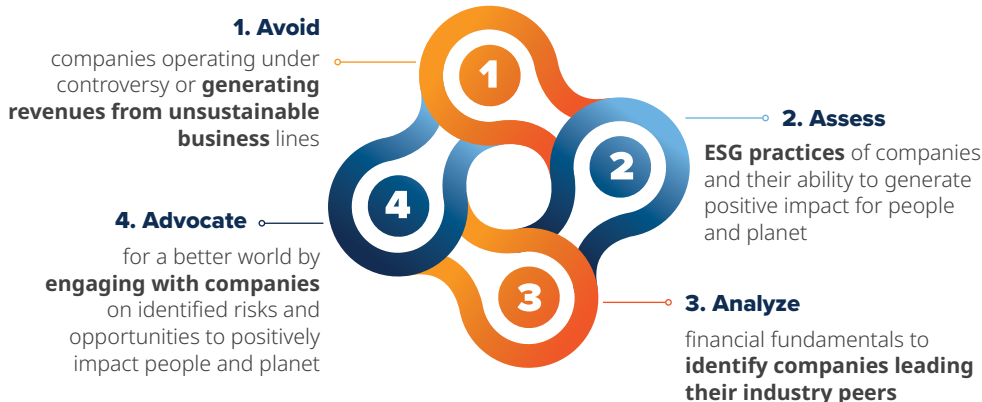 1. Avoid
companies operating under
controversy or generating
revenues from unsustainable
business lines
1
2. Assess
ESG practices of companies
and their ability to generate
positive impact for people
and planet
2
3. Analyze
financial fundamentals to
identify companies leading
their industry peers
3
4. Advocate
for a better world by
engaging with companies
on identified risks and
opportunities to positively
impact people and planet
4